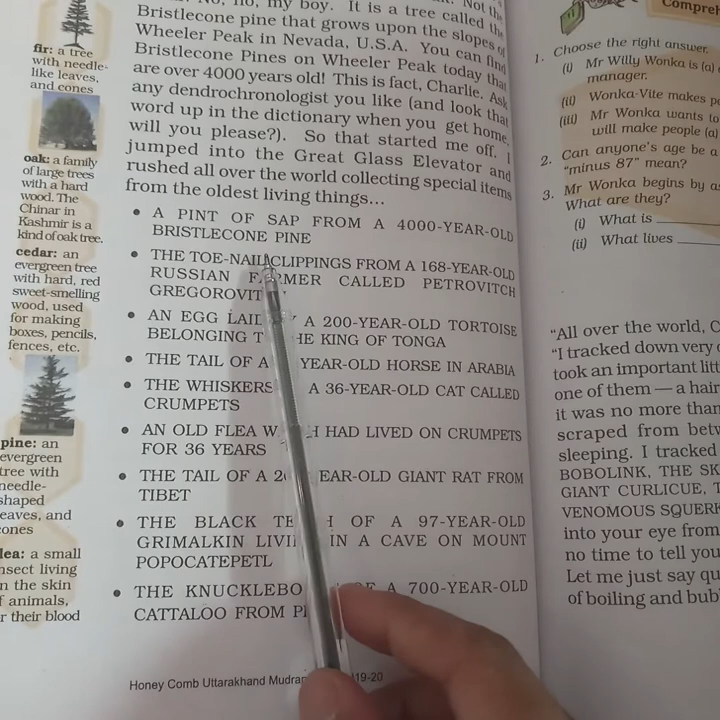 fir: a tree
with needle-
like leaves,
and cones
oak: a family
of large trees
with a hard
wood. The
Chinar in
Kashmir is a
kind of oak tree.
cedar: an
evergreen tree
with hard, red
sweet-smelling
wood, used
for making
boxes, pencils,
fences, etc.
pine: an
evergreen
tree with
needle-
shaped
leaves, and
cones
insect living
in the skin
of animals,
their blood
no, my boy. It is a tree called the
Bristlecone pine that grows upon the slopes of
Wheeler Peak in Nevada, U.S.A. You can find
Bristlecone Pines on Wheeler Peak today that
are over 4000 years old! This is fact, Charlie. Ask
any dendrochronologist you like (and look that
word up in the dictionary when you get home,
will you please?). So that started me off. I
jumped into the Great Glass Elevator and
rushed all over the world collecting special items
from the oldest living things...
• A PINT OF SAP FROM A 4000-YEAR-OLD
BRISTLECONE PINE
• THE TOE-NAIL CLIPPINGS FROM A 168-YEAR-OLD
RUSSIAN FARMER CALLED PETROVITCH
GREGOROVITCH
• AN EGG LAID BY A 200-YEAR-OLD TORTOISE
BELONGING TO THE KING OF TONGA
• THE TAIL OF A YEAR-OLD HORSE IN ARABIA
• THE WHISKERS A 36-YEAR-OLD CAT CALLED
CRUMPETS
• AN OLD FLEA WHICH HAD LIVED ON CRUMPETS
FOR 36 YEARS
• THE TAIL OF A YEAR-OLD GIANT RAT FROM
TIBET
• THE BLACK TEETH OF A 97-YEAR-OLD
GRIMALKIN LIVING IN A CAVE ON MOUNT
POPOCATEPETL
• THE KNUCKLEBONES OF A 700-YEAR-OLD
CATTALOO FROM
Honey Comb Uttarakhand
1. Choose the right answer.
(i) Mr Willy Wonka is (a)
manager.
(ii) Wonka-Vite makes
(iii) Mr Wonka wants to
will make people (a)
2. Can anyone's age be a
"minus 87" mean?
3. Mr Wonka begins by
What are they?
(i) What is
(ii) What lives
"All over the world,
"I tracked down very
took an important
one of them — a hair
it was no more than
scraped from
sleeping. I tracked
BOBOLINK, THE
GIANT CURLICUE,
VENOMOUS
into your eye from
no time to tell you
Let me just say
of boiling and